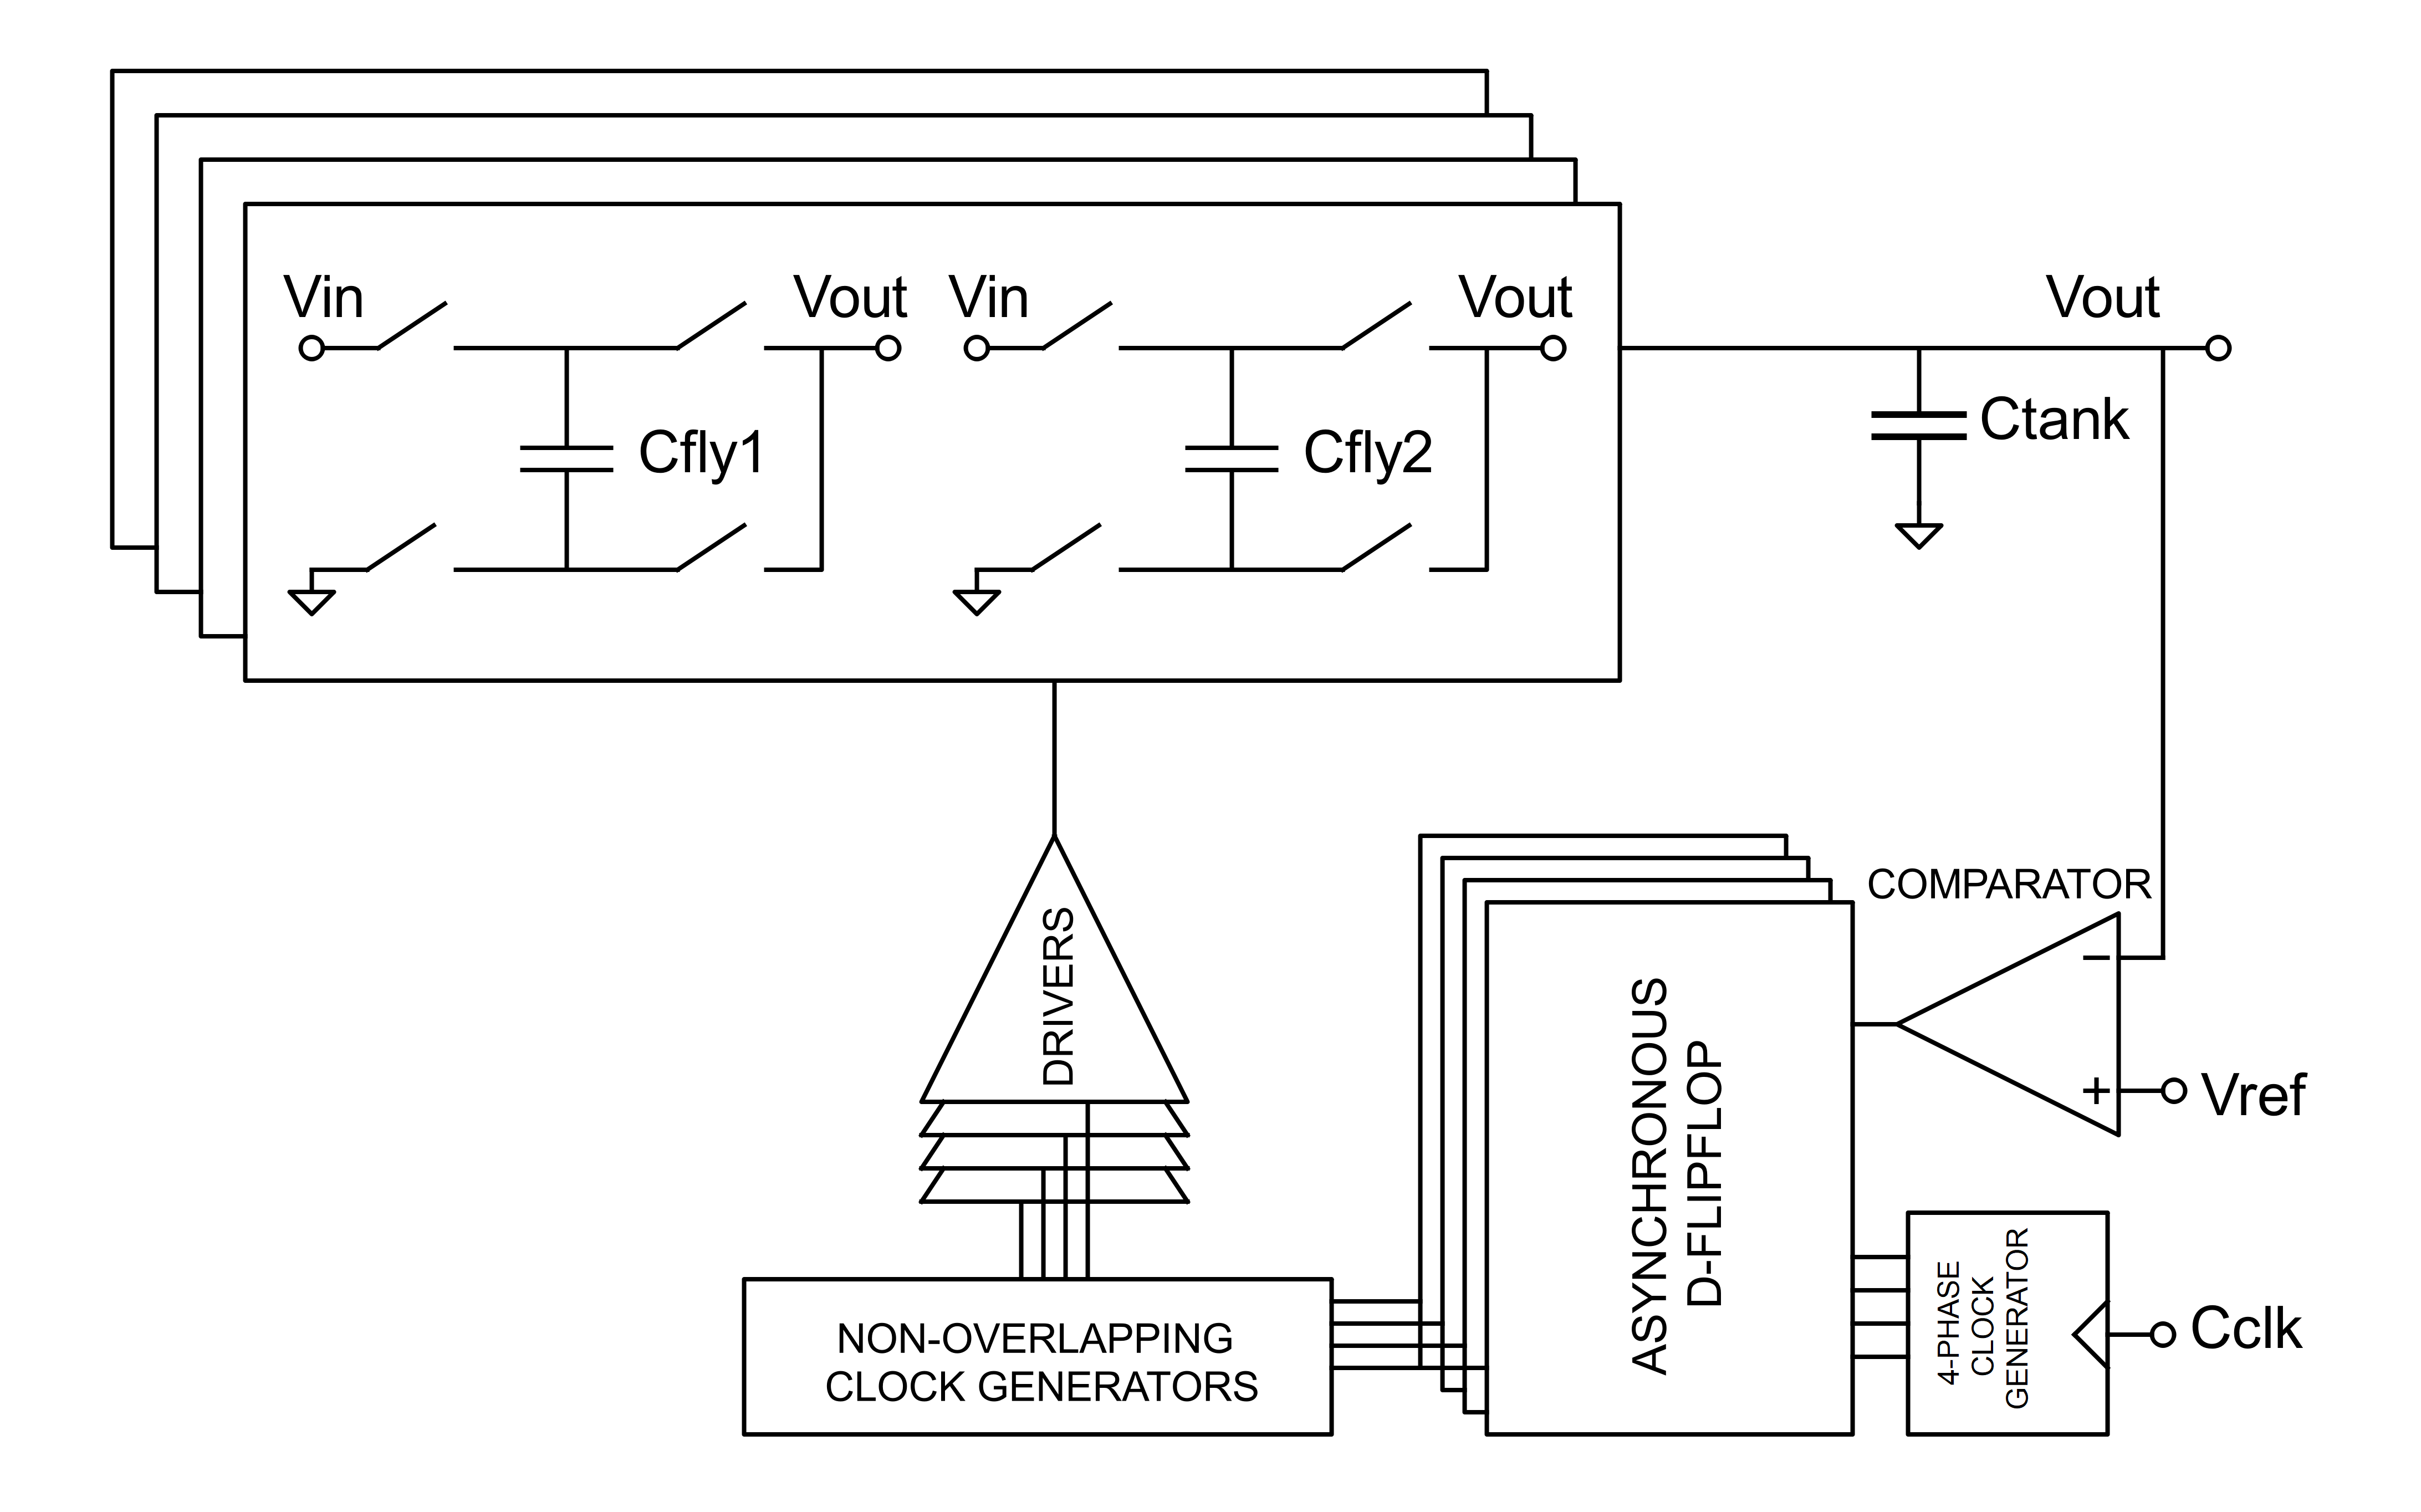 Vin
Vout
Vin
Vout
Vout
Cfly1
Cfly2
Ctank
COMPARATOR
−
+
Vref
DRIVERS
ASYNCHRONOUS
D-FLIPFLOP
4-PHASE
CLOCK
GENERATOR
Cclk
NON-OVERLAPPING
CLOCK GENERATORS